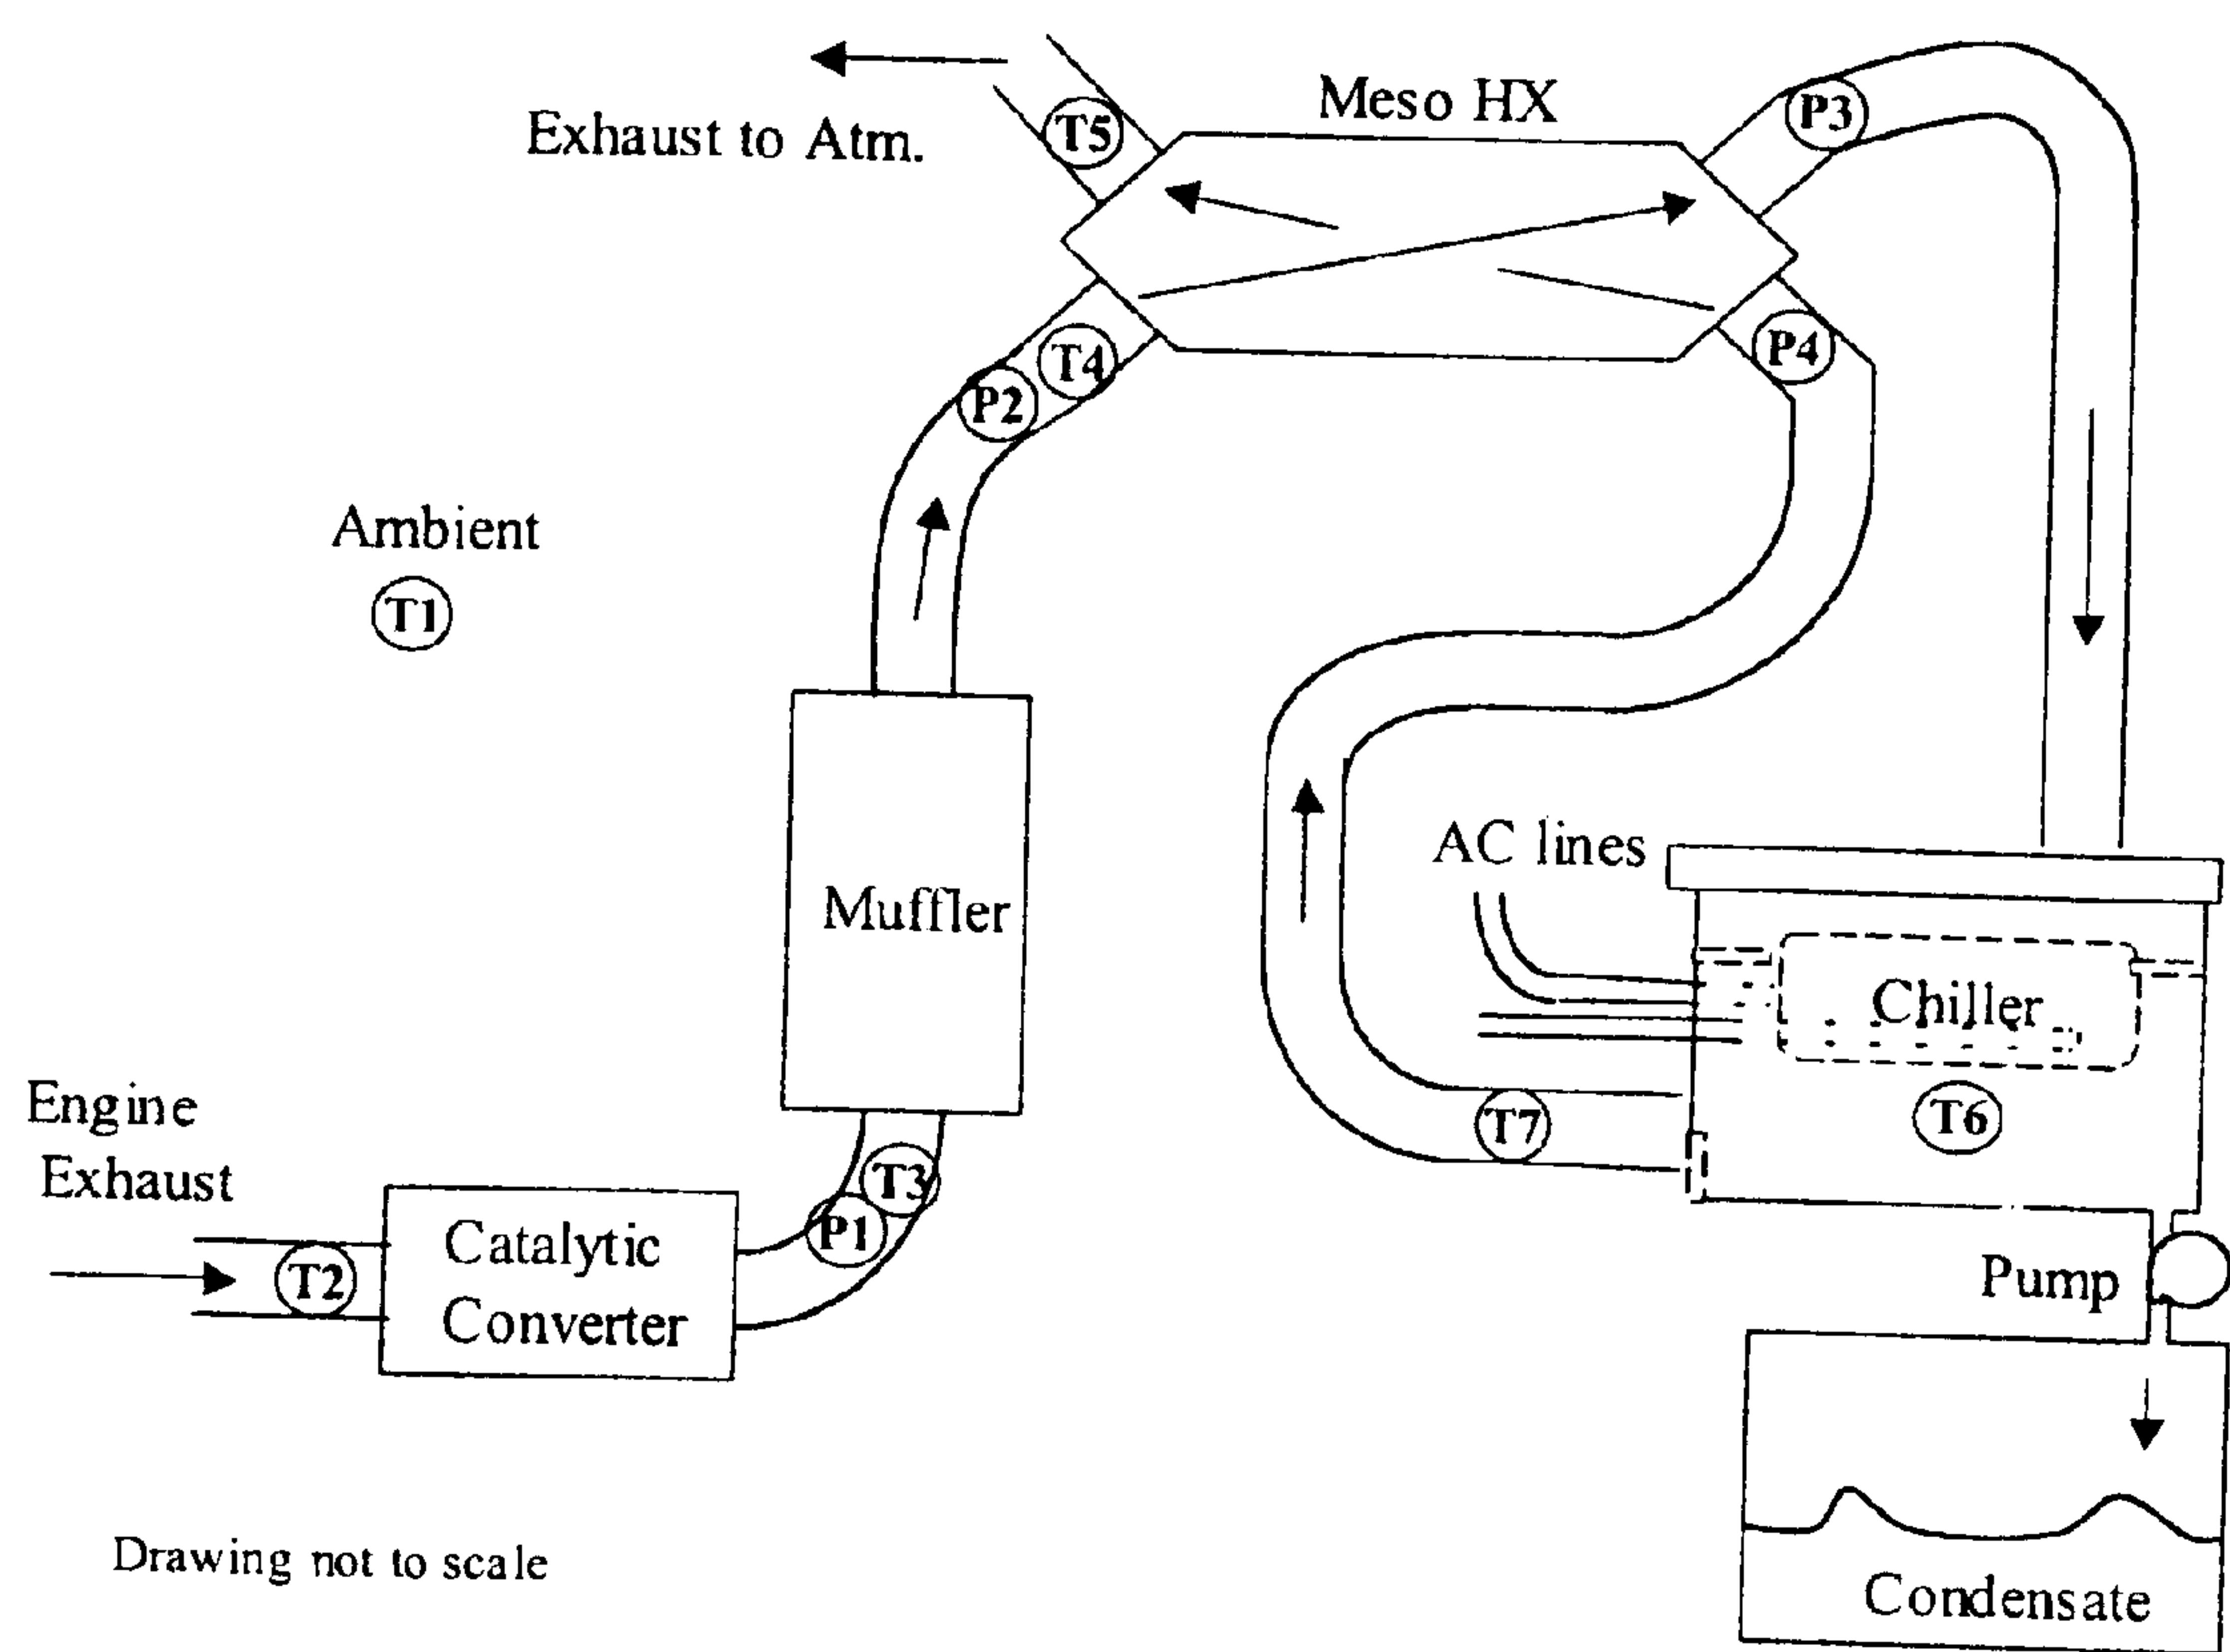 Meso HX
P3
T5
Exhaust to Atm.
P4
T4
P2
Ambient
T1
AC lines
Muffler
Chiller
T7
T6
Engine
Exhaust
T3
P1
Catalytic
Converter
T2
Pump
Drawing not to scale
Condensate